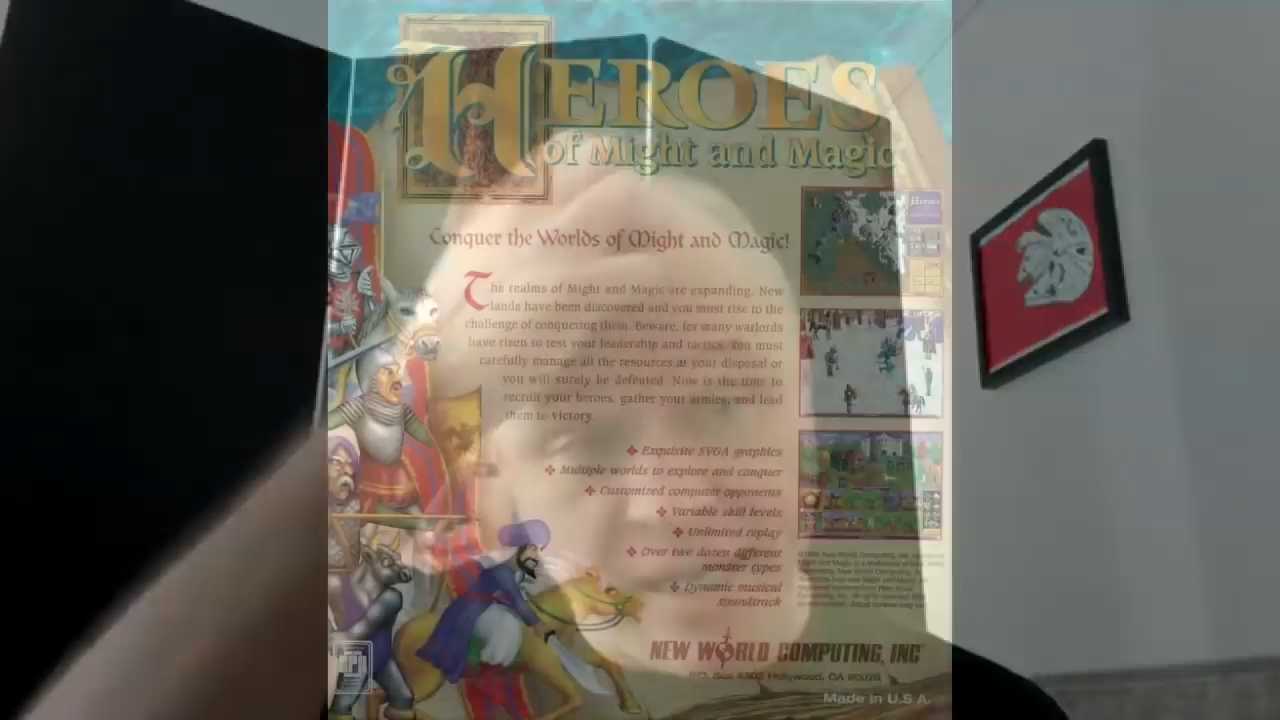 HEROES
of Might and Magic
Conquer the Worlds of Might and Magic!
The realms of Might and Magic are expanding. New
lands have been discovered and you must rise to the
challenge of conquering them. Beware, for many warlords
have risen to test your leadership and tactics. You must
carefully manage all the resources at your disposal or
you will surely be defeated. Now is the time to
recruit your heroes, gather your armies, and lead
them to victory.
Exquisite SVGA graphics
Multiple worlds to explore and conquer
Customized computer opponents
Variable skill levels
Unlimited replay
Over two dozen different
monster types
Dynamic musical
soundtrack
NEW WORLD COMPUTING, INC
Hollywood, CA
Made in U.S.A.